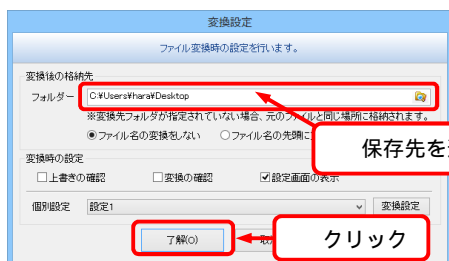 変換設定
ファイル変換時の設定を行います。
変換後の格納先
フォルダー C:¥Users¥hara¥Desktop
※変換先フォルダが指定されていない場合、元のファイルと同じ場所に格納されます。
ファイル名の変換をしない ファイル名の先頭に
保存先を
変換時の設定
上書きの確認 変換の確認 設定画面の表示
個別設定 設定1 変換設定
了解(O) クリック